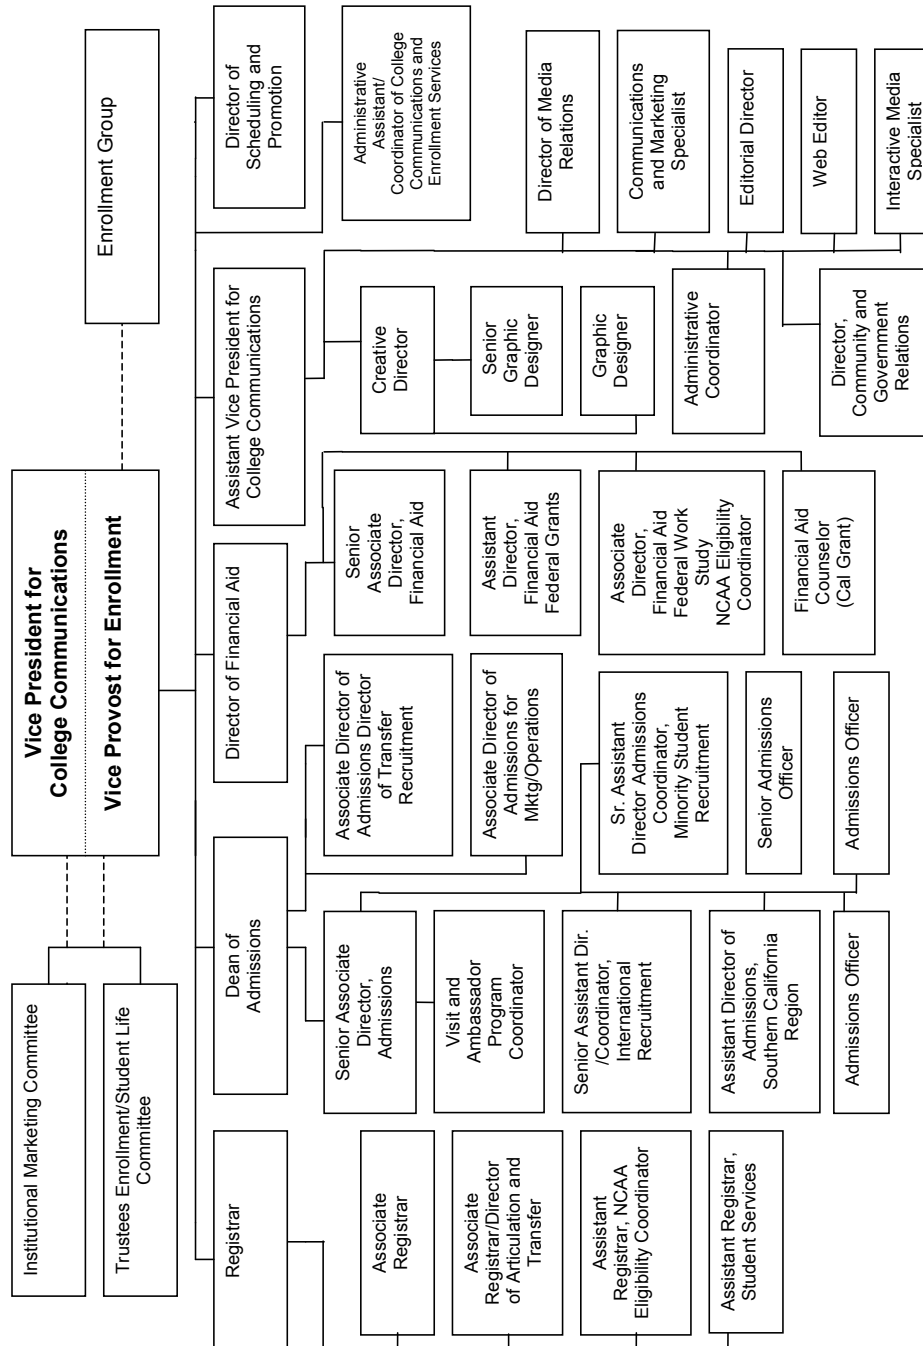 Vice President for
College Communications
Vice Provost for Enrollment
Institutional Marketing Committee
Trustees Enrollment/Student Life
Committee
Enrollment Group
Registrar
Associate
Registrar
Associate
Registrar/Director
of Articulation and
Transfer
Assistant
Registrar, NCAA
Eligibility Coordinator
Assistant Registrar,
Student Services
Dean of
Admissions
Senior Associate
Director,
Admissions
Visit and
Ambassador
Program
Coordinator
Senior Assistant Dir.
/Coordinator,
International
Recruitment
Assistant Director of
Admissions,
Southern California
Region
Admissions Officer
Associate Director of
Admissions Director
of Transfer
Recruitment
Associate Director of
Admissions for
Mktg/Operations
Sr. Assistant
Director Admissions
Coordinator,
Minority Student
Recruitment
Senior Admissions
Officer
Admissions Officer
Director of Financial Aid
Senior
Associate
Director,
Financial Aid
Assistant
Director,
Financial Aid
Federal Grants
Associate
Director,
Financial Aid
Federal Work
Study
NCAA Eligibility
Coordinator
Financial Aid
Counselor
(Cal Grant)
Assistant Vice President for
College Communications
Creative
Director
Senior
Graphic
Designer
Graphic
Designer
Administrative
Coordinator
Director,
Community and
Government
Relations
Director of Media
Relations
Communications
and Marketing
Specialist
Editorial Director
Web Editor
Interactive Media
Specialist
Director of
Scheduling and
Promotion
Administrative
Assistant/
Coordinator of College
Communications and
Enrollment Services